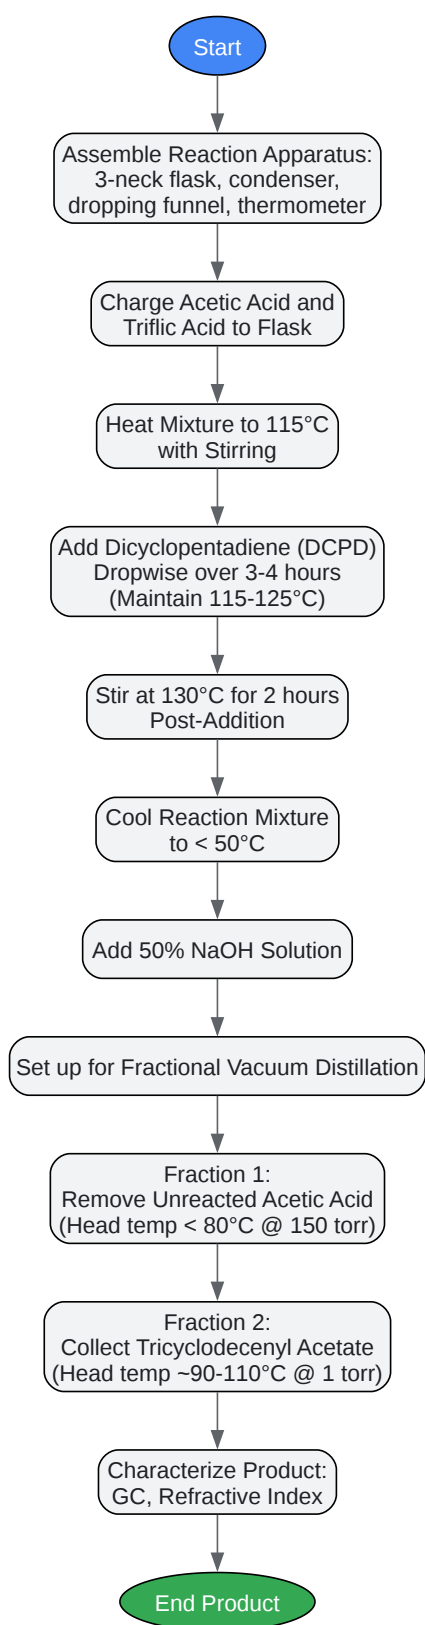 Start
Assemble Reaction Apparatus:
3-neck flask, condenser,
dropping funnel, thermometer
Charge Acetic Acid and
Triflic Acid to Flask
Heat Mixture to 115°C
with Stirring
Add Dicyclopentadiene (DCPD)
Dropwise over 3-4 hours
(Maintain 115-125°C)
Stir at 130°C for 2 hours
Post-Addition
Cool Reaction Mixture
to < 50°C
Add 50% NaOH Solution
Set up for Fractional Vacuum Distillation
Fraction 1:
Remove Unreacted Acetic Acid
(Head temp < 80°C @ 150 torr)
Fraction 2:
Collect Tricyclodecenyl Acetate
(Head temp ~90-110°C @ 1 torr)
Characterize Product:
GC, Refractive Index
End Product